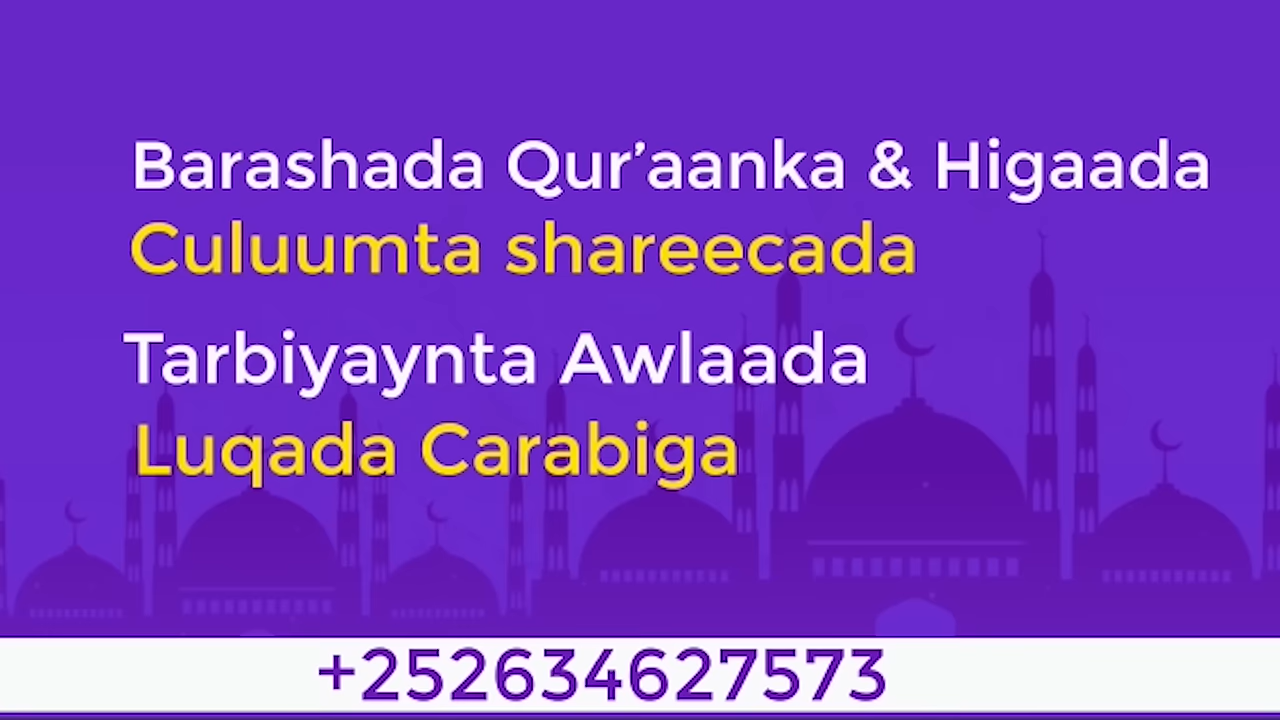 Barashada Qur’aanka & Higaada
Culuumta shareecada
Tarbiyaynta Awlaada
Luqada Carabiga
+252634627573